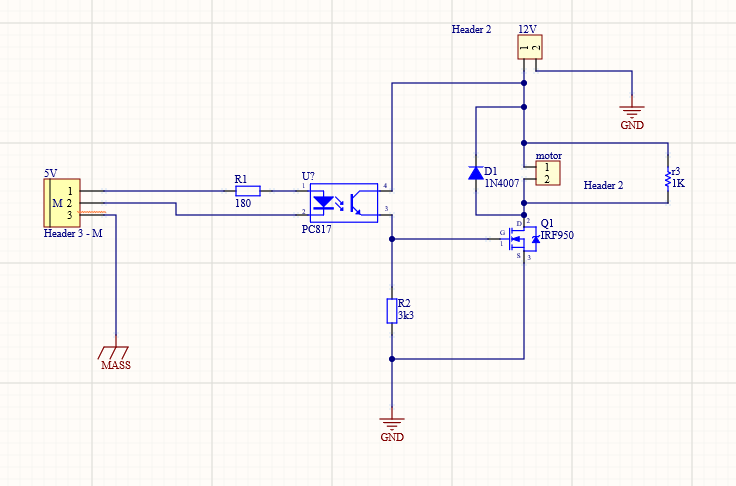 Header 2
12V
1 2
GND
motor
1
2
Header 2
r3
1K
D1
1N4007
5V
1
M 2
3
Header 3 - M
R1
180
U?
1
2
4
3
PC817
Q1
IRF950
D
2
G
1
S
3
R2
3k3
MASS
GND